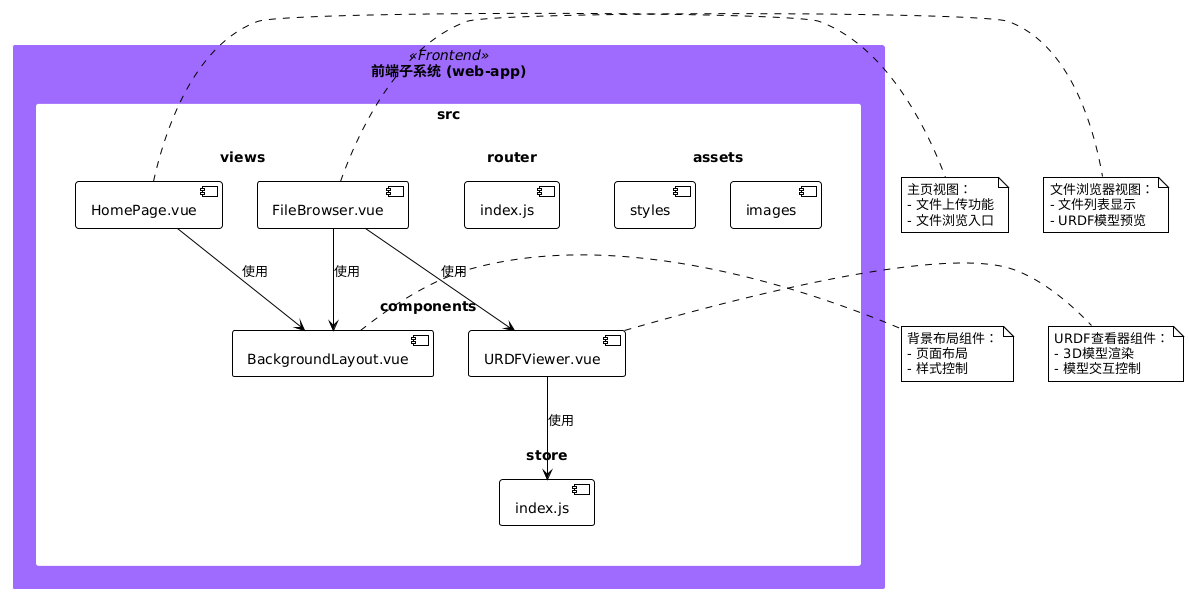 «Frontend»
前端子系统 (web-app)
src
views
router
assets
HomePage.vue
FileBrowser.vue
index.js
styles
images
主页视图：
- 文件上传功能
- 文件浏览入口
文件浏览器视图：
- 文件列表显示
- URDF模型预览
使用
使用
使用
components
BackgroundLayout.vue
URDFViewer.vue
背景布局组件：
- 页面布局
- 样式控制
URDF查看器组件：
- 3D模型渲染
- 模型交互控制
使用
store
index.js